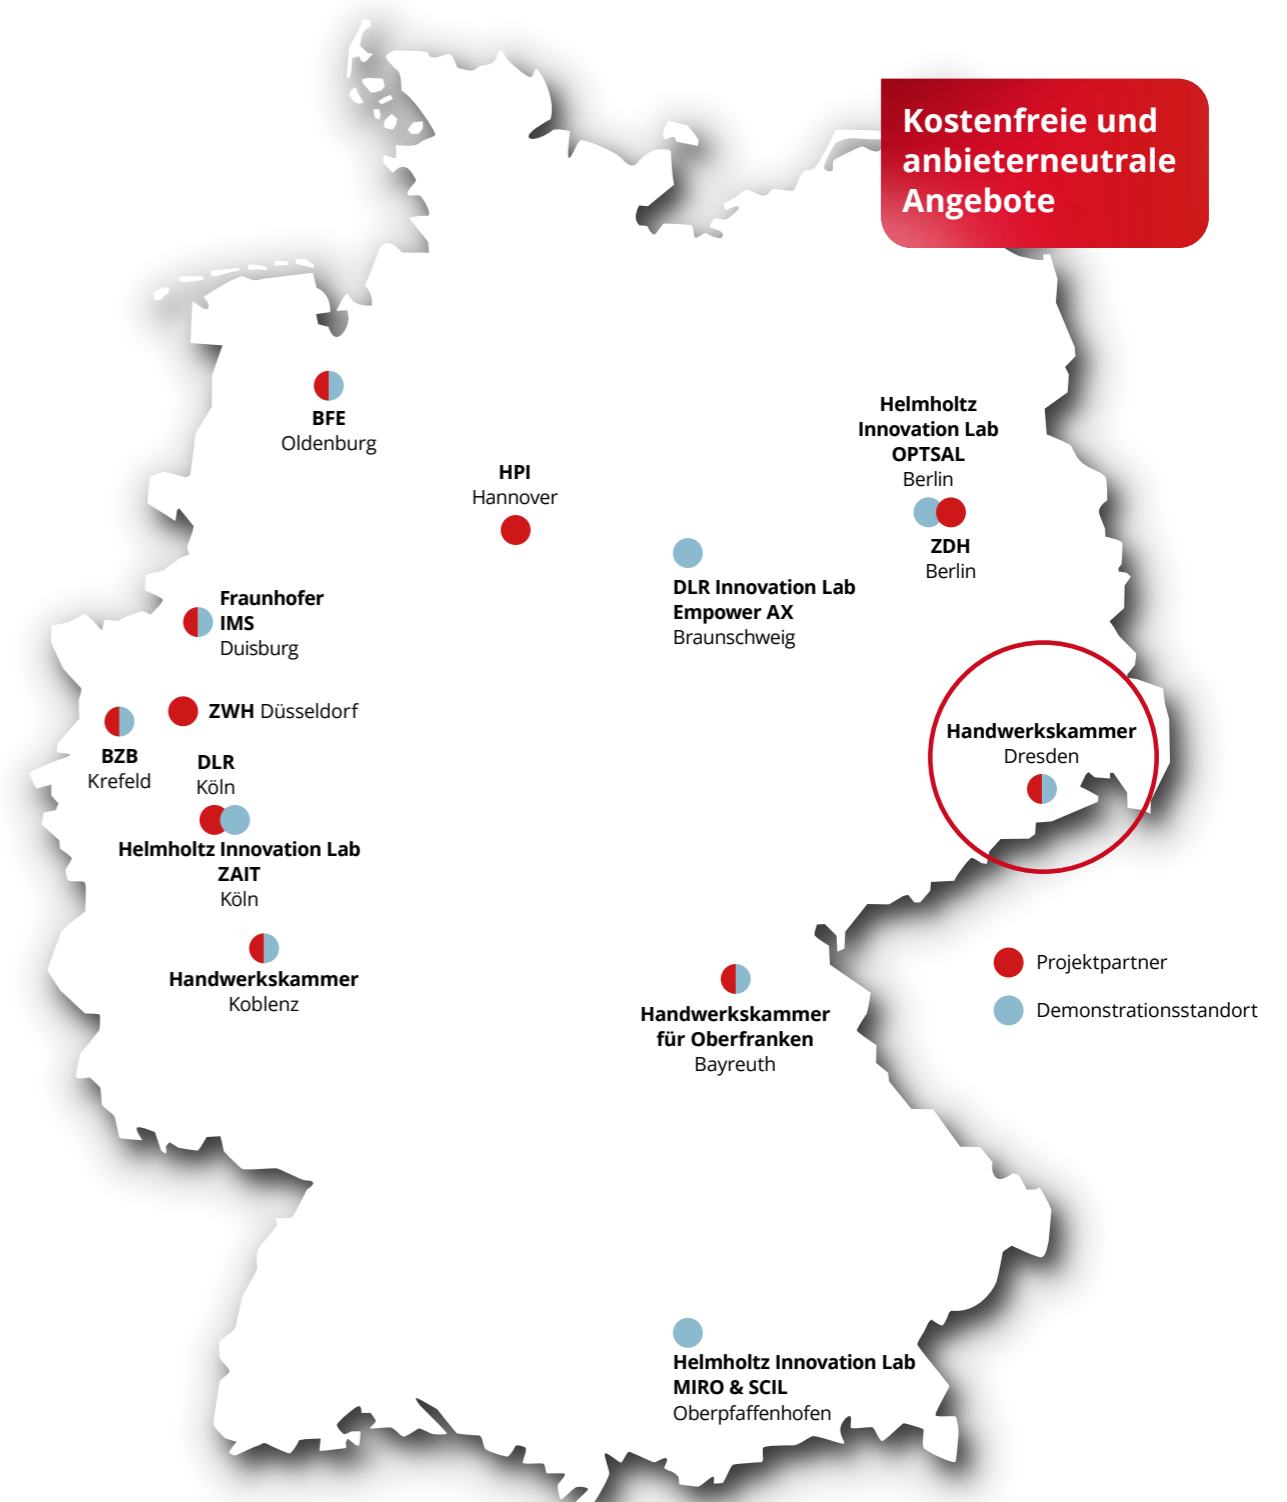 Kostenfreie und
anbieterneutrale
Angebote
BFE
Oldenburg
HPI
Hannover
Helmholtz
Innovation Lab
OPTSAL
Berlin
ZDH
Berlin
DLR Innovation Lab
Empower AX
Braunschweig
Fraunhofer
IMS
Duisburg
ZWH Düsseldorf
BZB
Krefeld
DLR
Köln
Helmholtz Innovation Lab
ZAIT
Köln
Handwerkskammer
Dresden
Handwerkskammer
Koblenz
Handwerkskammer
für Oberfranken
Bayreuth
Projektpartner
Demonstrationsstandort
Helmholtz Innovation Lab
MIRO & SCIL
Oberpfaffenhofen